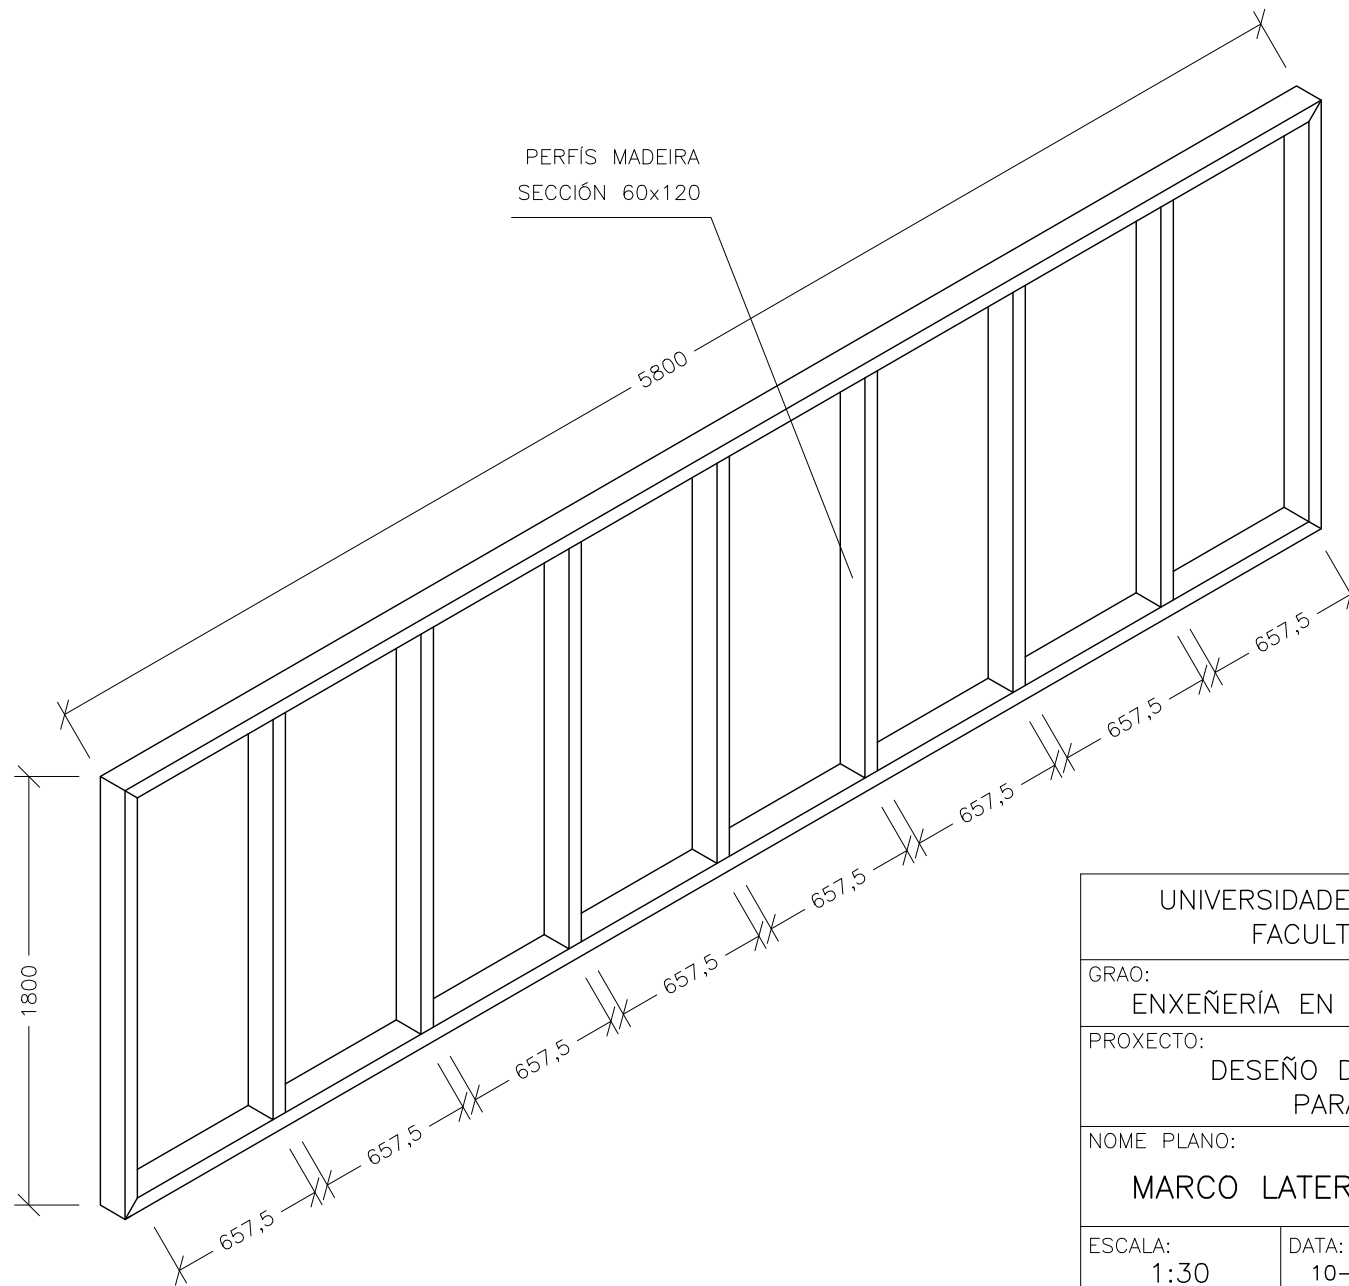 PERFÍS MADEIRA
SECCIÓN 60x120
5800
1800
657,5
657,5
657,5
657,5
657,5
657,5
657,5
657,5
UNIVERSIDADE
FACULT
GRAO:
ENXEÑERÍA EN
PROXECTO:
DESEÑO D
PARA
NOME PLANO:
MARCO LATER
ESCALA:
1:30
DATA:
10-